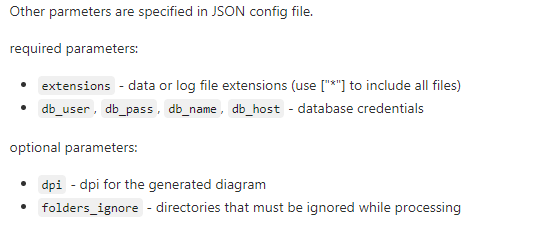 Other parmeters are specified in JSON config file.
required parameters:
• extensions - data or log file extensions (use ["*"] to include all files)
• db_user, db_pass, db_name, db_host - database credentials
optional parameters:
• dpi - dpi for the generated diagram
• folders_ignore - directories that must be ignored while processing